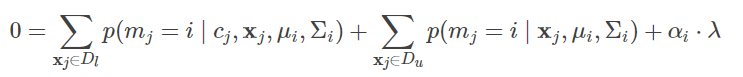 0 = ∑_{𝐱_j∈D_l} p(m_j = i | c_j, 𝐱_j, μ_i, Σ_i) + ∑_{𝐱_j∈D_u} p(m_j = i | 𝐱_j, μ_i, Σ_i) + α_i · λ